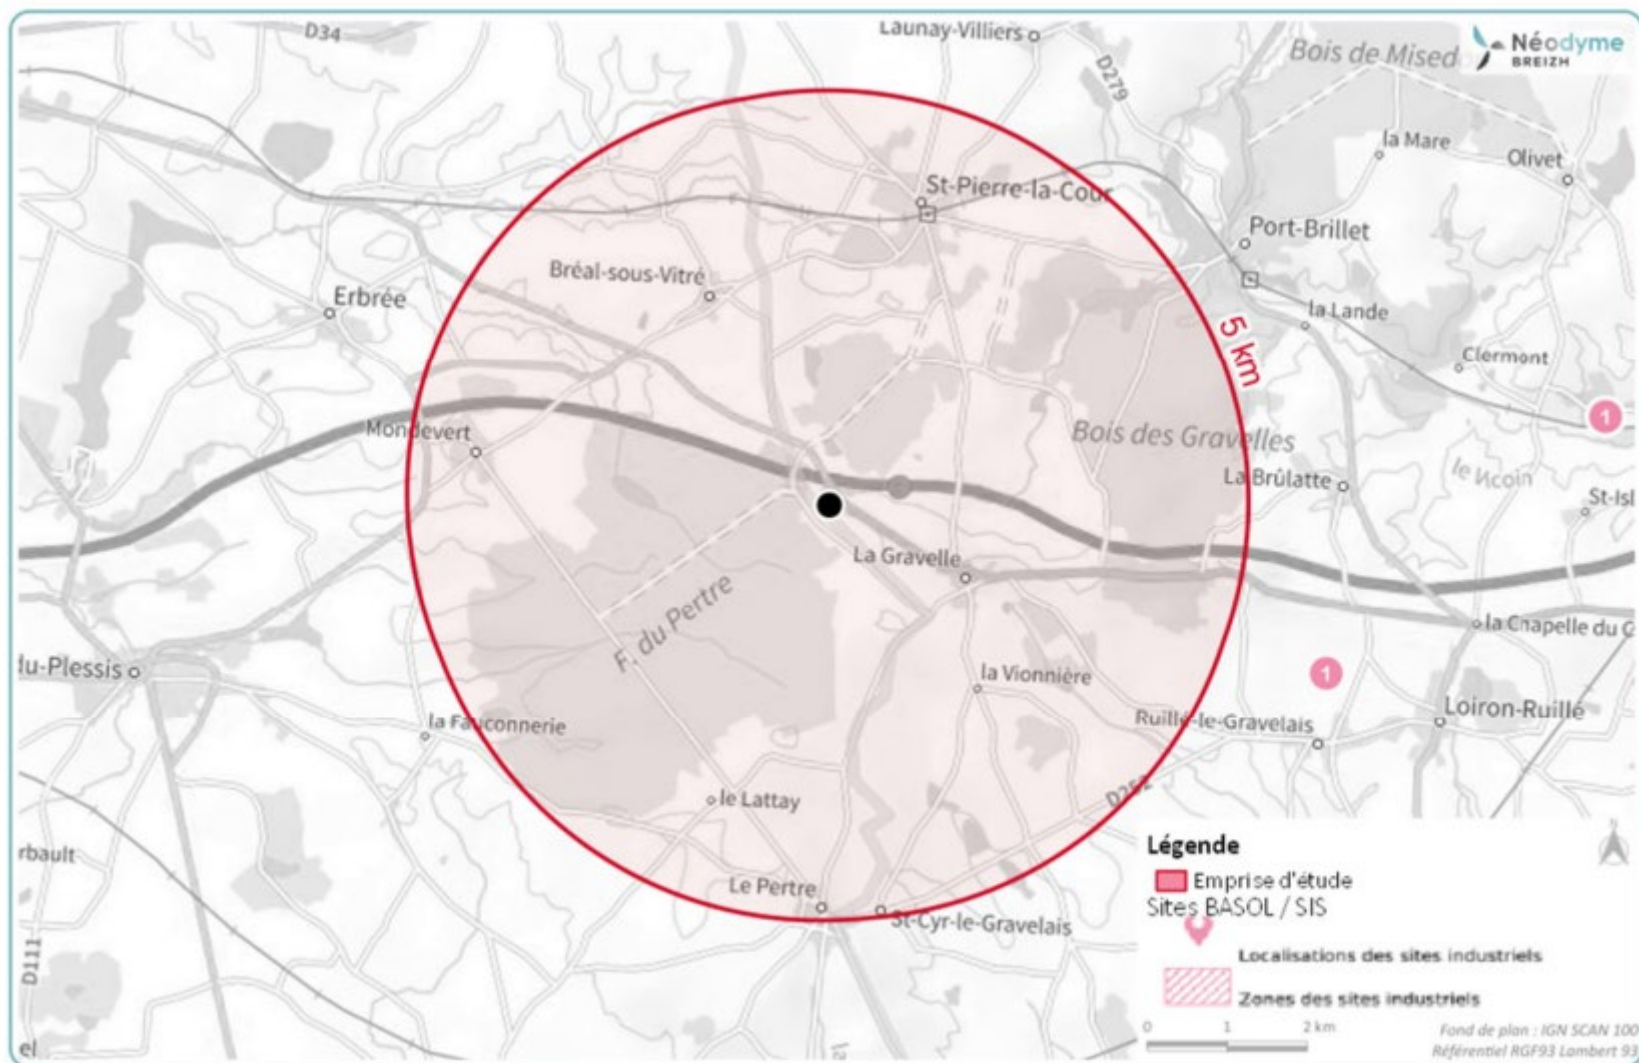 D34
Launay-Villiers
D279
Bois de Mised
Néodyme
BREIZH
la Mare
Olivet
St-Pierre-la-Cour
Port-Brillet
Bréal-sous-Vitré
Erbrée
la Lande
5 km
Clermont
1
Mondevert
Bois des Gravelles
La Brûlatte
St-Isl
La Gravelle
F. du Pertre
la Chapelle du
du-Plessis
la Vionnière
1
la Fauconnerie
Ruillé-le-Gravelais
Loiron-Ruillé
le Lattay
D252
rbault
Le Pertre
St-Cyr-le-Gravelais
D111
el
Légende
Emprise d'étude
Sites BASOL / SIS
Localisations des sites industriels
Zones des sites industriels
N
0 1 2 km
Fond de plan : IGN SCAN 100
Référentiel RGF93 Lambert 93